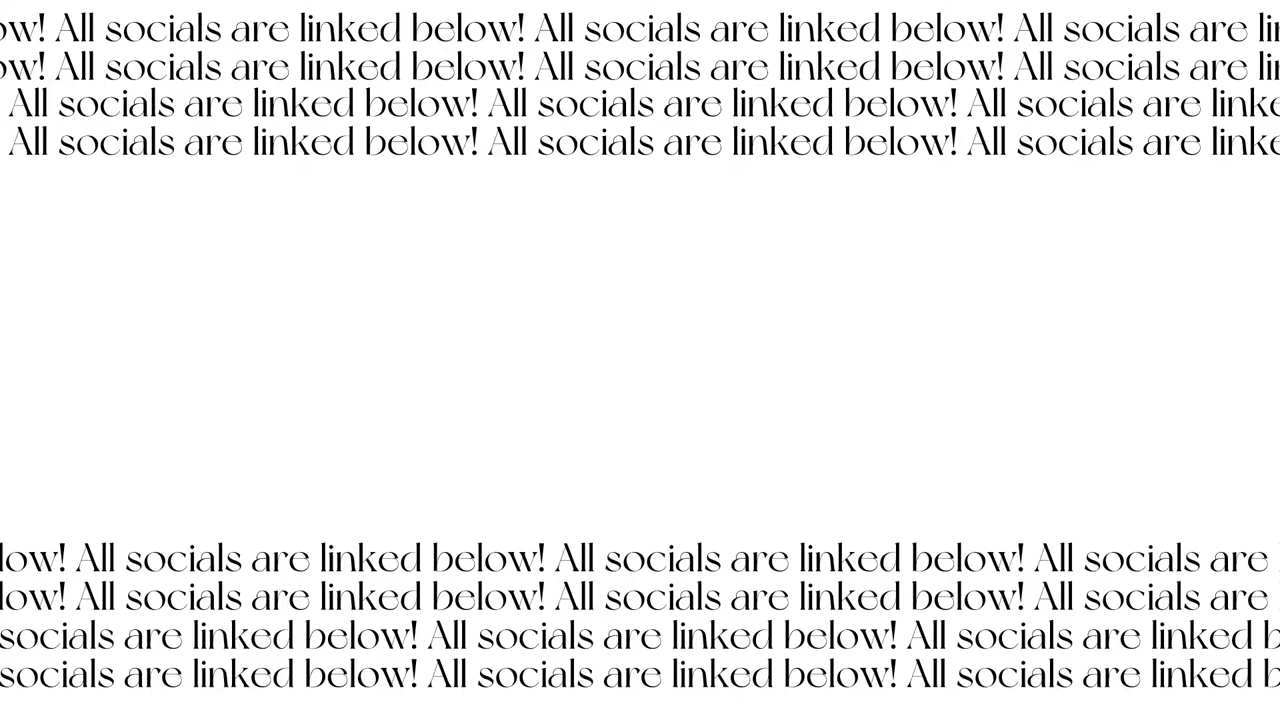 ow! All socials are linked below! All socials are linked below! All socials are li
ow! All socials are linked below! All socials are linked below! All socials are li
All socials are linked below! All socials are linked below! All socials are linke
All socials are linked below! All socials are linked below! All socials are linke
low! All socials are linked below! All socials are linked below! All socials are
low! All socials are linked below! All socials are linked below! All socials are
socials are linked below! All socials are linked below! All socials are linked b
socials are linked below! All socials are linked below! All socials are linked b